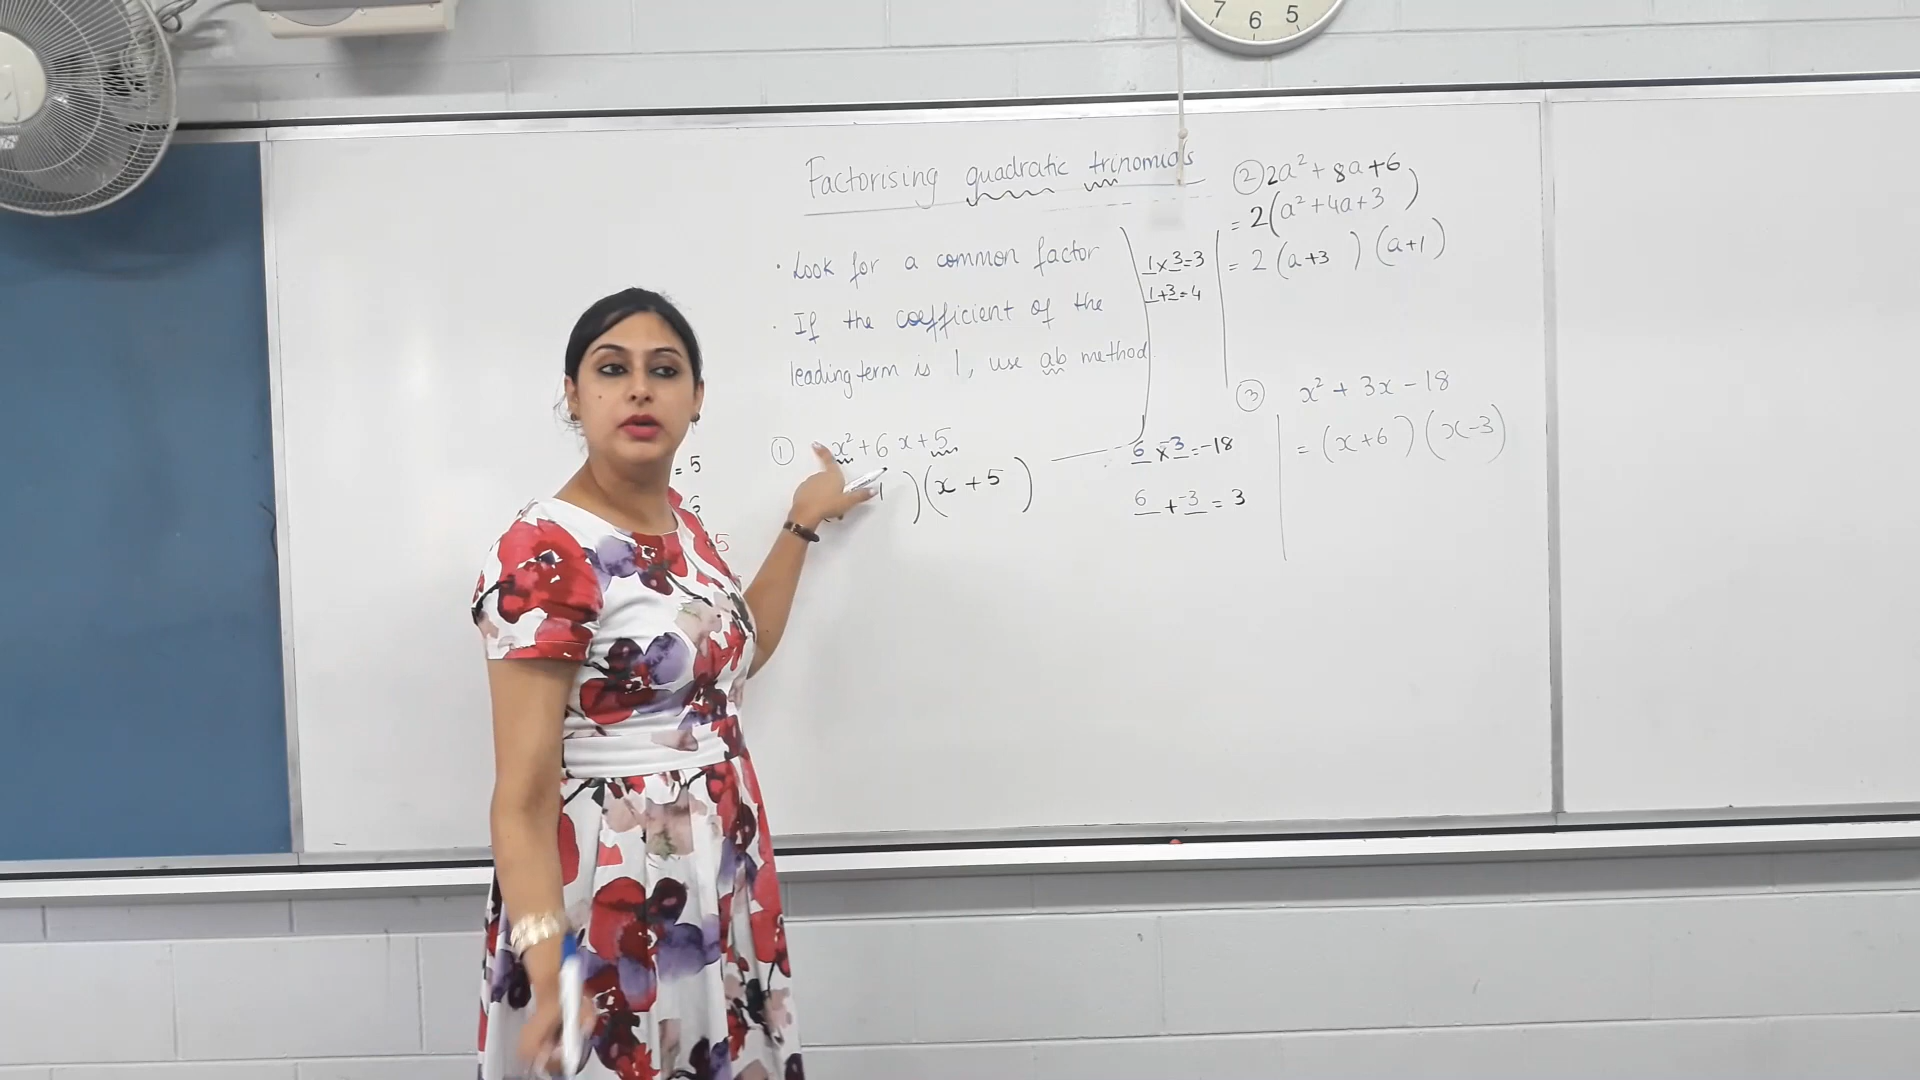 7 6 5
Factorising quadratic trinomials
• Look for a common factor
• If the coefficient of the
leading term is 1, use ab method
① x² + 6x + 5
1 ) (x + 5 )
= 5
6
5
1 x 3 = 3
1 + 3 = 4
② 2a² + 8a + 6
= 2(a² + 4a + 3 )
= 2 (a + 3 ) (a + 1)
6 x -3 = -18
6 + -3 = 3
③ x² + 3x - 18
= (x + 6 ) (x - 3)